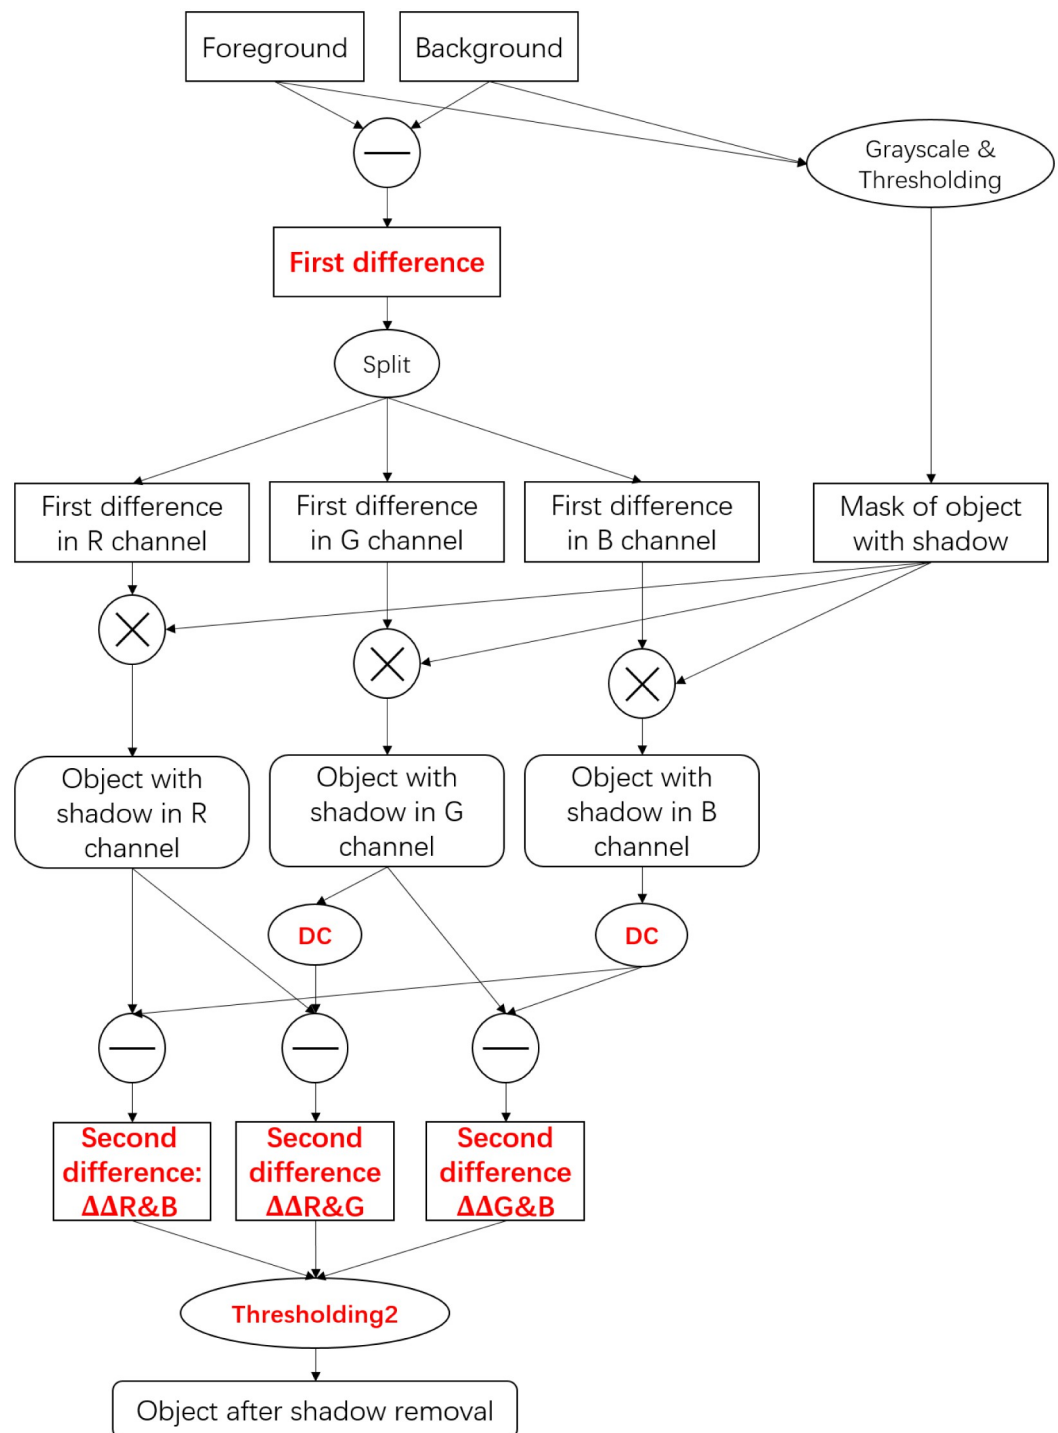 Foreground
Background
Grayscale &
Thresholding
First difference
Split
First difference
in R channel
First difference
in G channel
First difference
in B channel
Mask of object
with shadow
Object with
shadow in R
channel
Object with
shadow in G
channel
Object with
shadow in B
channel
DC
DC
Second
difference:
ΔΔR&B
Second
difference
ΔΔR&G
Second
difference
ΔΔG&B
Thresholding2
Object after shadow removal